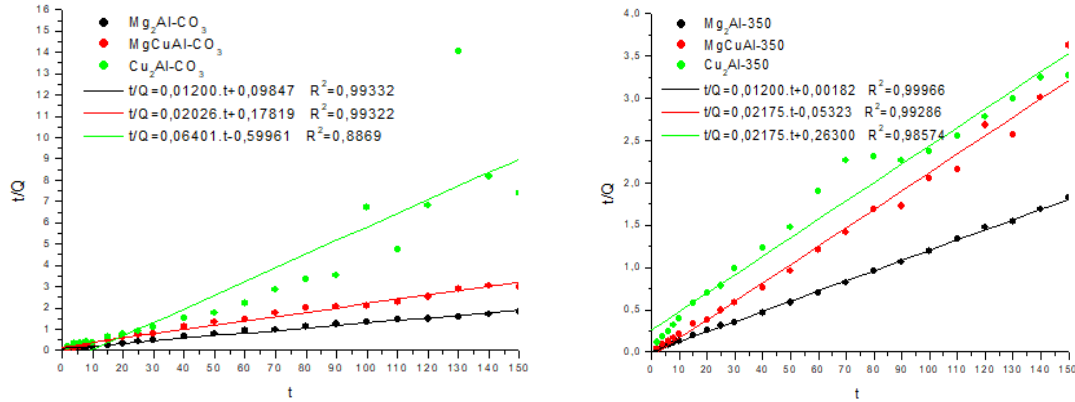 16
15
14
13
12
11
10
9
8
7
6
5
4
3
2
1
0
t/Q
Mg2Al-CO3
MgCuAl-CO3
Cu2Al-CO3
t/Q=0,01200.t+0,09847 R2=0,99332
t/Q=0,02026.t+0,17819 R2=0,99322
t/Q=0,06401.t-0,59961 R2=0,8869
0 10 20 30 40 50 60 70 80 90 100 110 120 130 140 150
t
4,0
3,5
3,0
2,5
2,0
1,5
1,0
0,5
0,0
t/Q
Mg2Al-350
MgCuAl-350
Cu2Al-350
t/Q=0,01200.t+0,00182 R2=0,99966
t/Q=0,02175.t-0,05323 R2=0,99286
t/Q=0,02175.t+0,26300 R2=0,98574
0 10 20 30 40 50 60 70 80 90 100 110 120 130 140 150
t